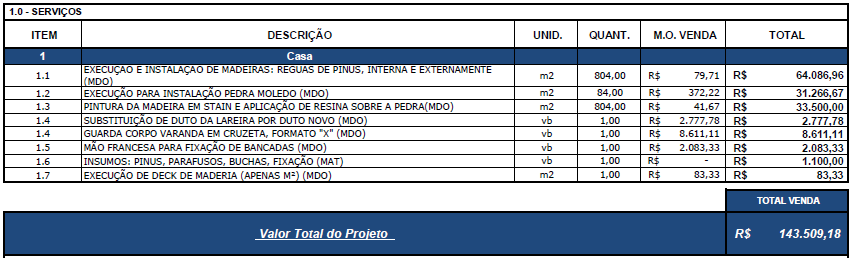 1.0 - SERVIÇOS
ITEM DESCRIÇÃO UNID. QUANT. M.O. VENDA TOTAL
1 Casa
1.1 EXECUÇÃO E INSTALAÇÃO DE MADEIRAS: REGUAS DE PINUS, INTERNA E EXTERNAMENTE (MDO) m2 804,00 R$ 79,71 R$ 64.086,96
1.2 EXECUÇÃO PARA INSTALAÇÃO PEDRA MOLEDO (MDO) m2 84,00 R$ 372,22 R$ 31.266,67
1.3 PINTURA DA MADEIRA EM STAIN E APLICAÇÃO DE RESINA SOBRE A PEDRA(MDO) m2 804,00 R$ 41,67 R$ 33.500,00
1.4 SUBSTITUIÇÃO DE DUTO DA LAREIRA POR DUTO NOVO (MDO) vb 1,00 R$ 2.777,78 R$ 2.777,78
1.4 GUARDA CORPO VARANDA EM CRUZETA, FORMATO "X" (MDO) vb 1,00 R$ 8.611,11 R$ 8.611,11
1.5 MÃO FRANCESA PARA FIXAÇÃO DE BANCADAS (MDO) vb 1,00 R$ 2.083,33 R$ 2.083,33
1.6 INSUMOS: PINUS, PARAFUSOS, BUCHAS, FIXAÇÃO (MAT) vb 1,00 R$ - R$ 1.100,00
1.7 EXECUÇÃO DE DECK DE MADERIA (APENAS M²) (MDO) m2 1,00 R$ 83,33 R$ 83,33
TOTAL VENDA
Valor Total do Projeto R$ 143.509,18